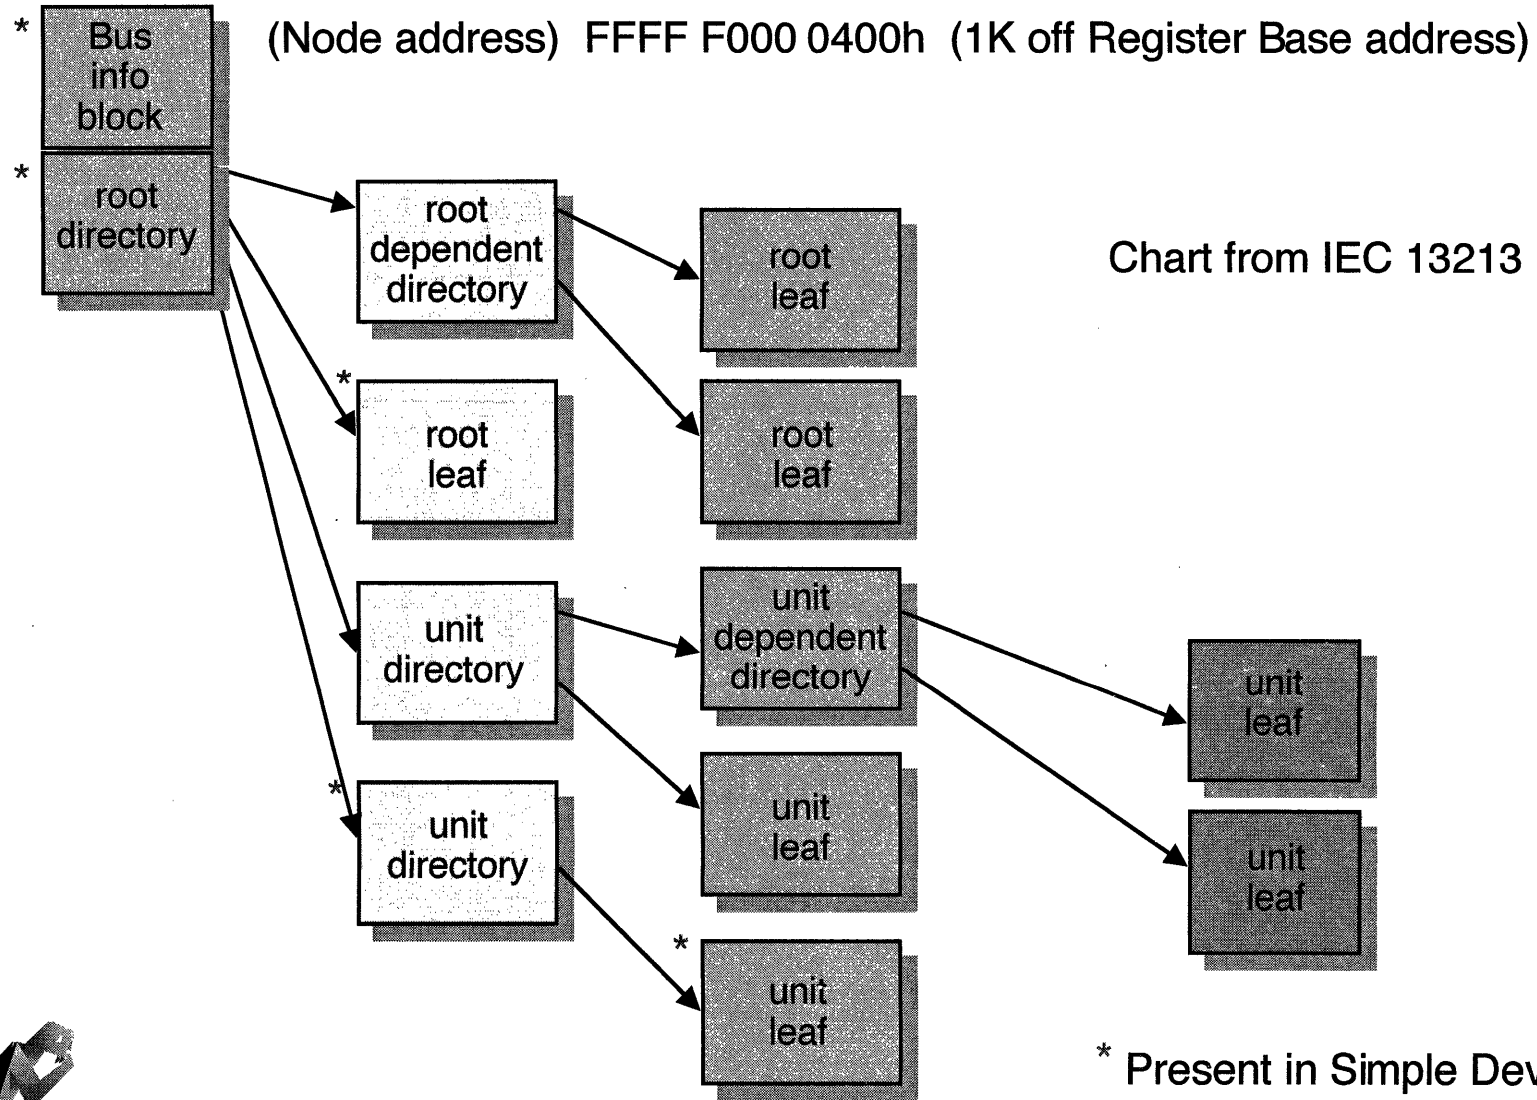 * Bus
info
block
(Node address) FFFF F000 0400h (1K off Register Base address)
* root
directory
root
dependent
directory
root
leaf
Chart from IEC 13213
* root
leaf
root
leaf
unit
directory
unit
dependent
directory
unit
leaf
* unit
directory
unit
leaf
unit
leaf
* unit
leaf
* Present in Simple Dev